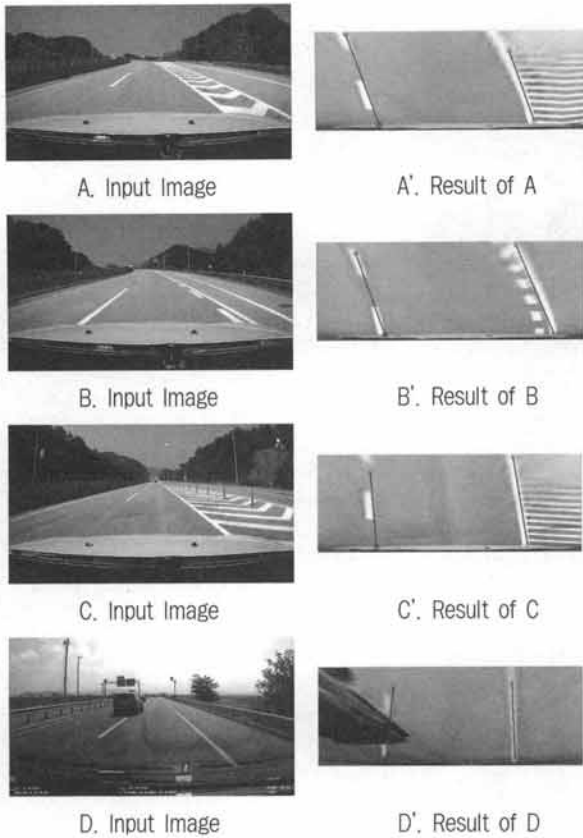 A. Input Image
A'. Result of A
B. Input Image
B'. Result of B
C. Input Image
C'. Result of C
D. Input Image
D'. Result of D